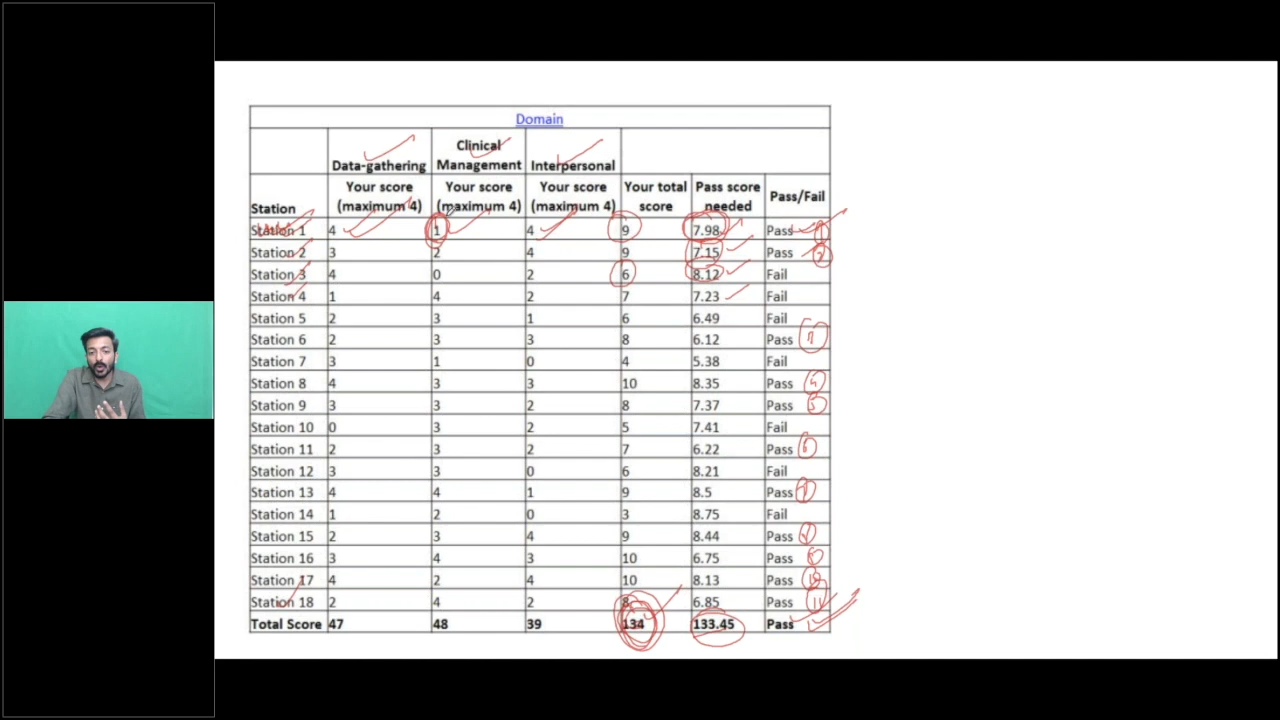 Domain
Data-gathering Clinical Management Interpersonal
Station Your score (maximum 4) Your score (maximum 4) Your score (maximum 4) Your total score Pass score needed Pass/Fail
Station 1 4 1 4 9 7.98 Pass 1
Station 2 3 2 4 9 7.15 Pass 2
Station 3 4 0 2 6 8.12 Fail
Station 4 1 4 2 7 7.23 Fail
Station 5 2 3 1 6 6.49 Fail
Station 6 2 3 3 8 6.12 Pass
Station 7 3 1 0 4 5.38 Fail
Station 8 4 3 3 10 8.35 Pass 4
Station 9 3 3 2 8 7.37 Pass 5
Station 10 0 3 2 5 7.41 Fail
Station 11 2 3 2 7 6.22 Pass 6
Station 12 3 3 0 6 8.21 Fail
Station 13 4 4 1 9 8.5 Pass
Station 14 1 2 0 3 8.75 Fail
Station 15 2 3 4 9 8.44 Pass
Station 16 3 4 3 10 6.75 Pass
Station 17 4 2 4 10 8.13 Pass 10
Station 18 2 4 2 8 6.85 Pass 11
Total Score 47 48 39 134 133.45 Pass